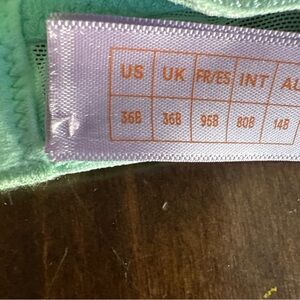 US UK FR/ES INT AU
36B 36B 95B 80B 14B